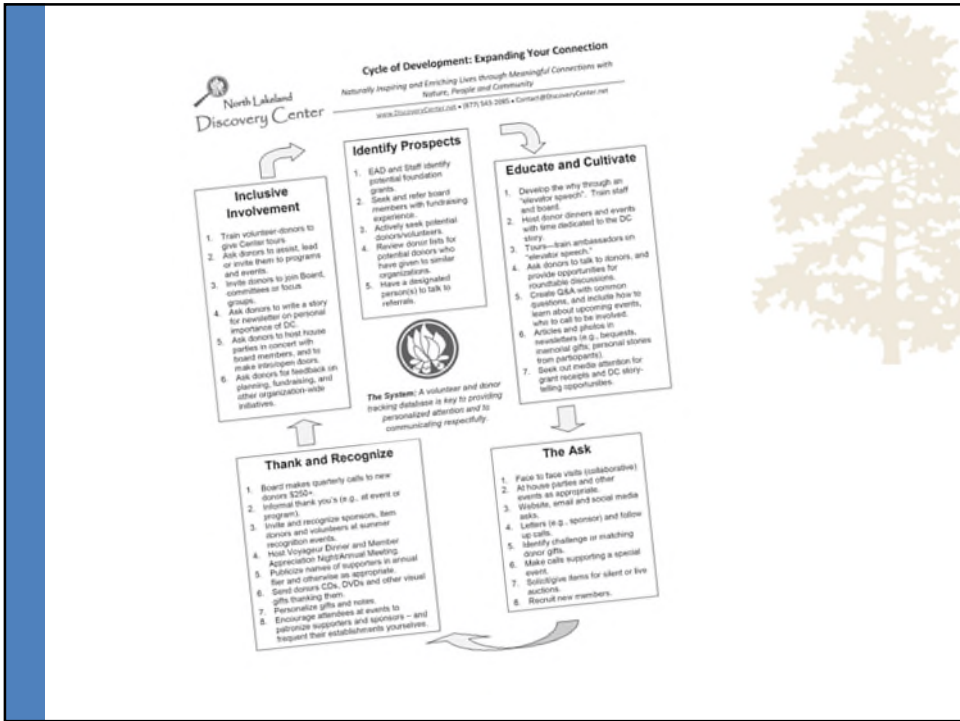 Cycle of Development: Expanding Your Connection
Naturally Inspiring and Enriching Lives through Meaningful Connections with
Nature, People and Community
www.DiscoveryCenter.net • (877) 543-2085 • Contact@DiscoveryCenter.net
North Lakeland
Discovery Center
Identify Prospects
1. EAD and Staff identify
potential foundation
grants.
2. Seek and refer board
members with fundraising
experience.
3. Actively seek potential
donors/volunteers.
4. Review donor lists for
potential donors who
have given to similar
organizations.
5. Have a designated
person(s) to talk to
referrals.
Educate and Cultivate
1. Develop the why through an
"elevator speech". Train staff
and board.
2. Host donor dinners and events
with time dedicated to the DC
story.
3. Tours—train ambassadors on
"elevator speech."
4. Ask donors to talk to donors, and
provide opportunities for
roundtable discussions.
5. Create Q&A with common
questions, and include how to
learn about upcoming events,
who to call to be involved.
6. Articles and photos in
newsletters (e.g., bequests,
memorial gifts; personal stories
from participants).
7. Seek out media attention for
grant receipts and DC story-
telling opportunities.
The Ask
1. Face to face visits (collaborative)
2. At house parties and other
events as appropriate.
3. Website, email and social media
asks.
4. Letters (e.g., sponsor) and follow
up calls.
5. Identify challenge or matching
donor gifts.
6. Make calls supporting a special
event.
7. Solicit/give items for silent or live
auctions.
8. Recruit new members.
Thank and Recognize
1. Board makes quarterly calls to new
donors $250+.
2. Informal thank you's (e.g., at event or
program).
3. Invite and recognize sponsors, item
donors and volunteers at summer
recognition events.
4. Host Voyageur Dinner and Member
Appreciation Night/Annual Meeting.
5. Publicize names of supporters in annual
flier and otherwise as appropriate.
6. Send donors CDs, DVDs and other visual
gifts thanking them.
7. Personalize gifts and notes.
8. Encourage attendees at events to
patronize supporters and sponsors – and
frequent their establishments yourselves.
Inclusive
Involvement
1. Train volunteer-donors to
give Center tours
2. Ask donors to assist, lead
or invite them to programs
and events.
3. Invite donors to join Board,
committees or focus
groups.
4. Ask donors to write a story
for newsletter on personal
importance of DC.
5. Ask donors to host house
parties in concert with
board members, and to
make intro/open doors.
6. Ask donors for feedback on
planning, fundraising, and
other organization-wide
initiatives.
The System: A volunteer and donor
tracking database is key to providing
personalized attention and to
communicating respectfully.